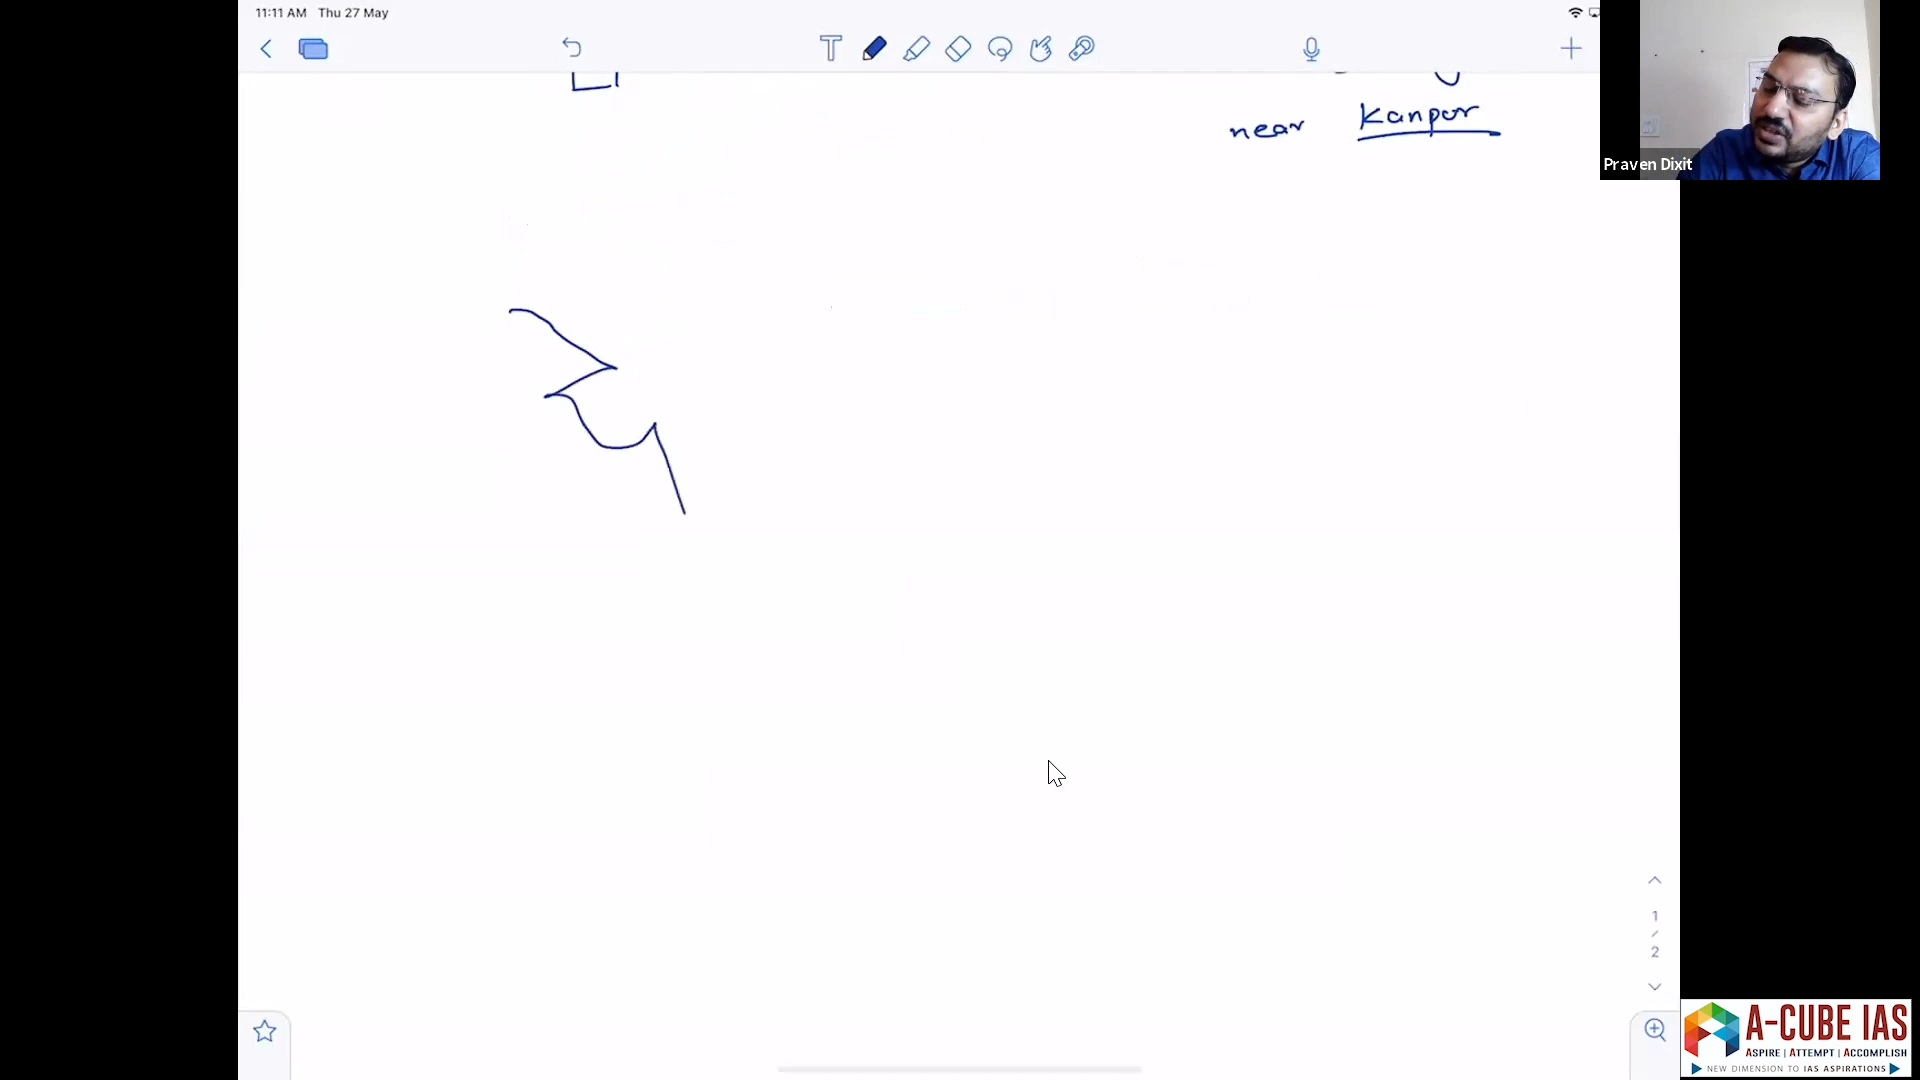 11:11 AM Thu 27 May
near Kanpur
Praven Dixit
1
2
A-CUBE IAS
ASPIRE | ATTEMPT | ACCOMPLISH
NEW DIMENSION TO IAS ASPIRATIONS